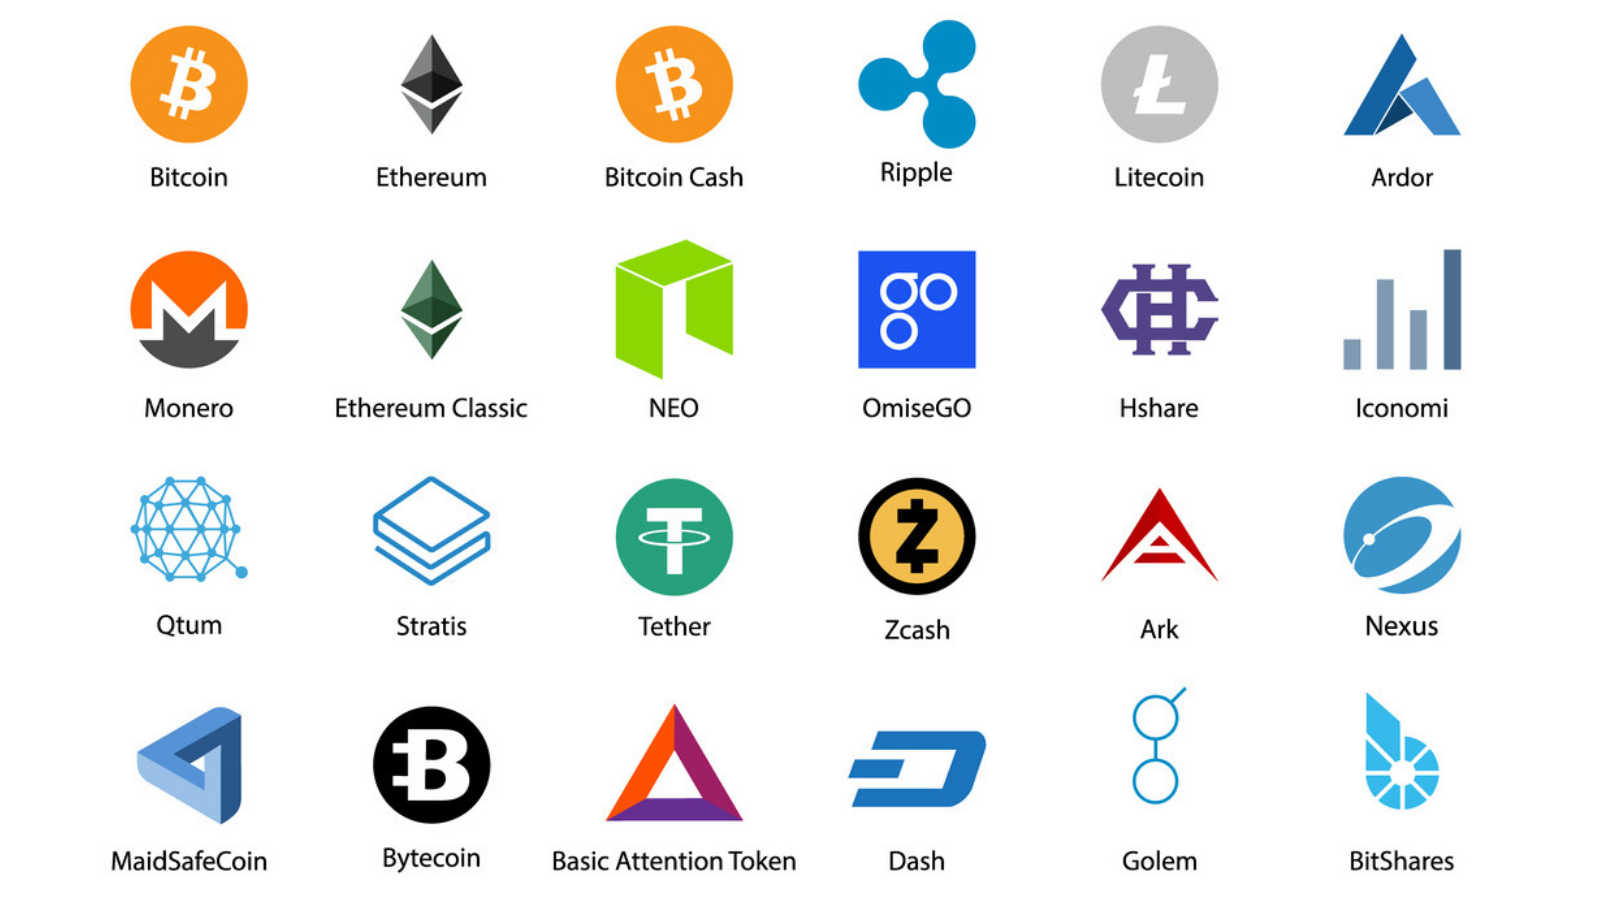 Bitcoin
Ethereum
Bitcoin Cash
Ripple
Litecoin
Ardor
Monero
Ethereum Classic
NEO
go
OmiseGO
Hshare
Iconomi
Qtum
Stratis
Tether
Zcash
Ark
Nexus
MaidSafeCoin
Bytecoin
Basic Attention Token
Dash
Golem
BitShares